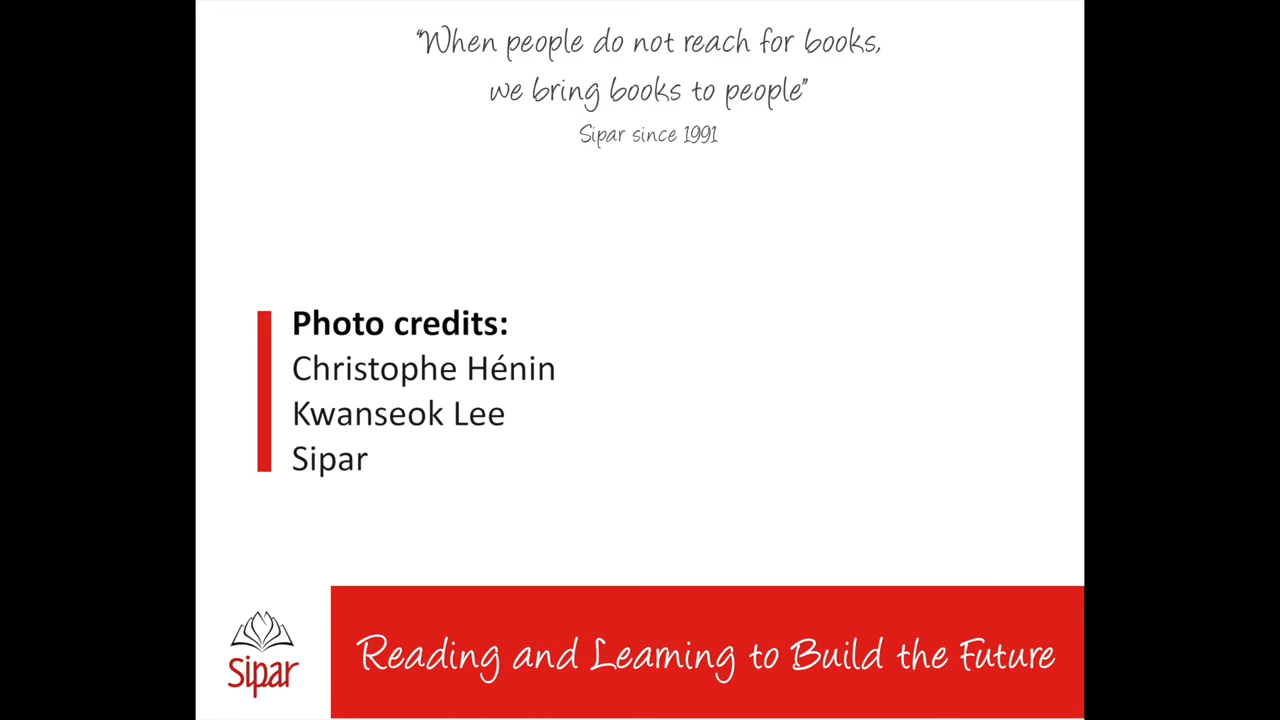 “When people do not reach for books,
we bring books to people”
Sipar since 1991
Photo credits:
Christophe Hénin
Kwanseok Lee
Sipar
Sipar
Reading and Learning to Build the Future